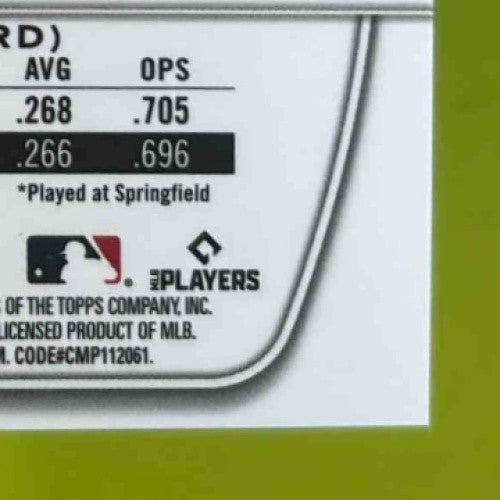 RD)
AVG OPS
.268 .705
.266 .696
*Played at Springfield
MLB PLAYERS
OF THE TOPPS COMPANY, INC.
LICENSED PRODUCT OF MLB.
. CODE#CMP112061.